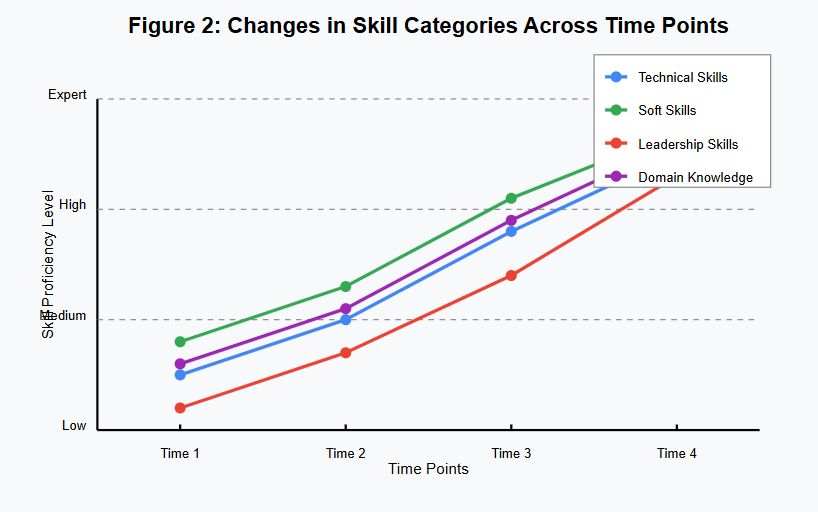 Figure 2: Changes in Skill Categories Across Time Points
Technical Skills
Soft Skills
Leadership Skills
Domain Knowledge
Expert
High
Medium
Low
Skill Proficiency Level
Time 1
Time 2
Time 3
Time 4
Time Points